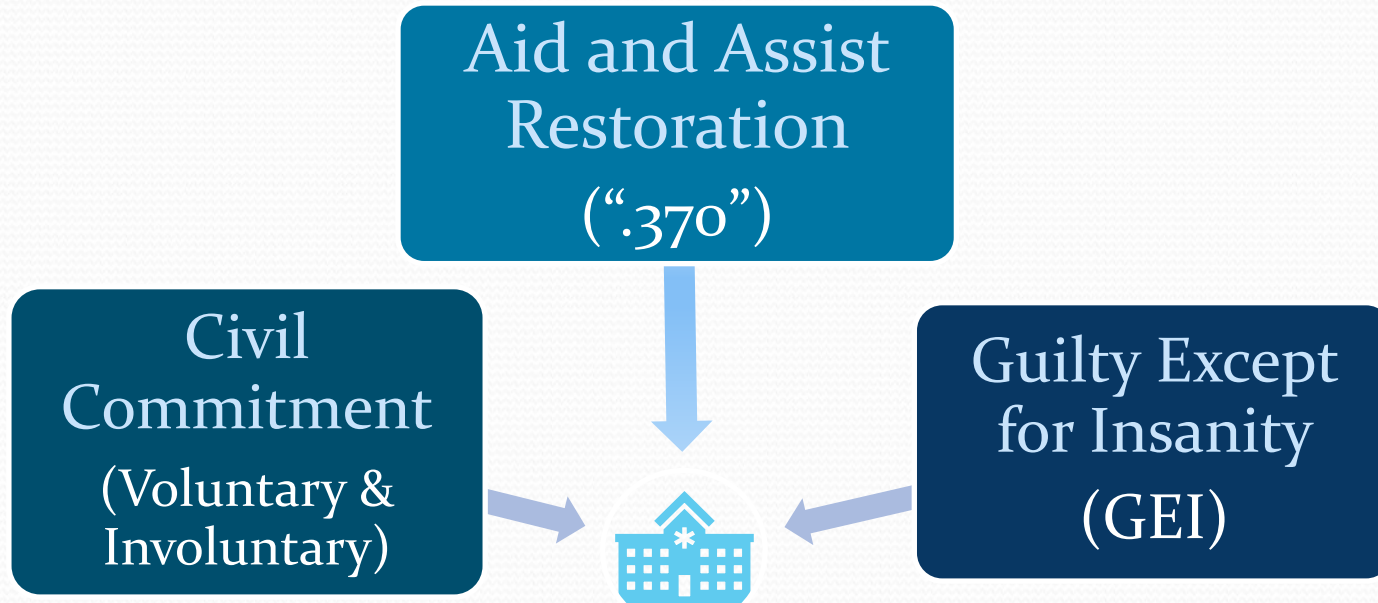 Aid and Assist
Restoration
(“.370”)
Civil
Commitment
(Voluntary &
Involuntary)
Guilty Except
for Insanity
(GEI)